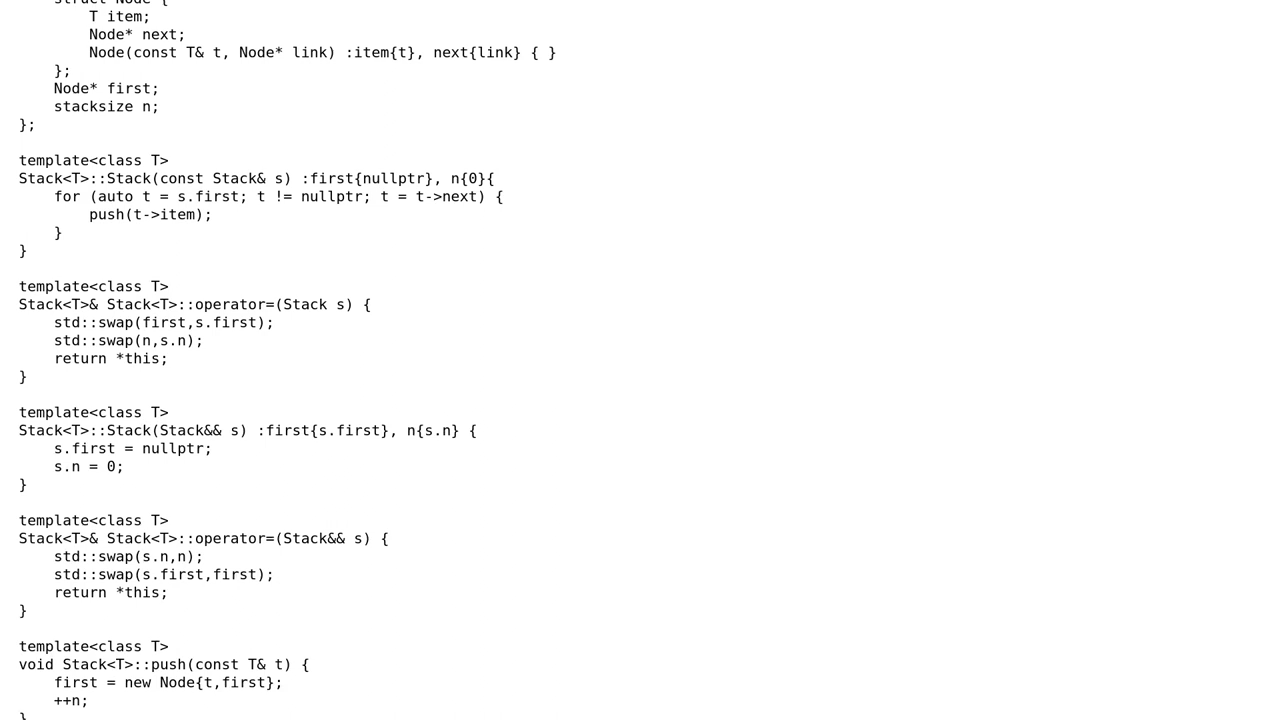 struct Node {
        T item;
        Node* next;
        Node(const T& t, Node* link) :item{t}, next{link} { }
    };
    Node* first;
    stacksize n;
};

template<class T>
Stack<T>::Stack(const Stack& s) :first{nullptr}, n{0}{
    for (auto t = s.first; t != nullptr; t = t->next) {
        push(t->item);
    }
}

template<class T>
Stack<T>& Stack<T>::operator=(Stack s) {
    std::swap(first,s.first);
    std::swap(n,s.n);
    return *this;
}

template<class T>
Stack<T>::Stack(Stack&& s) :first{s.first}, n{s.n} {
    s.first = nullptr;
    s.n = 0;
}

template<class T>
Stack<T>& Stack<T>::operator=(Stack&& s) {
    std::swap(s.n,n);
    std::swap(s.first,first);
    return *this;
}

template<class T>
void Stack<T>::push(const T& t) {
    first = new Node{t,first};
    ++n;
}